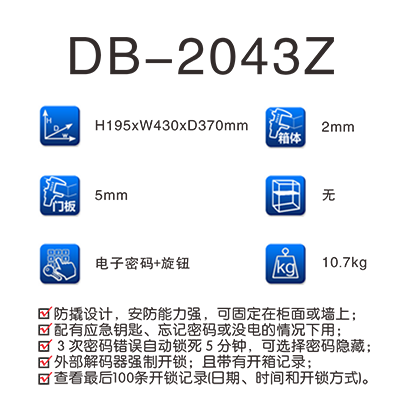 DB-2043Z
H D W
H195xW430xD370mm
箱体
2mm
门板
5mm
无
电子密码+旋钮
kg
10.7kg
防撬设计，安防能力强，可固定在柜面或墙上；
配有应急钥匙、忘记密码或没电的情况下用；
3次密码错误自动锁死5分钟，可选择密码隐藏；
外部解码器强制开锁；且带有开箱记录；
查看最后100条开锁记录(日期、时间和开锁方式)。